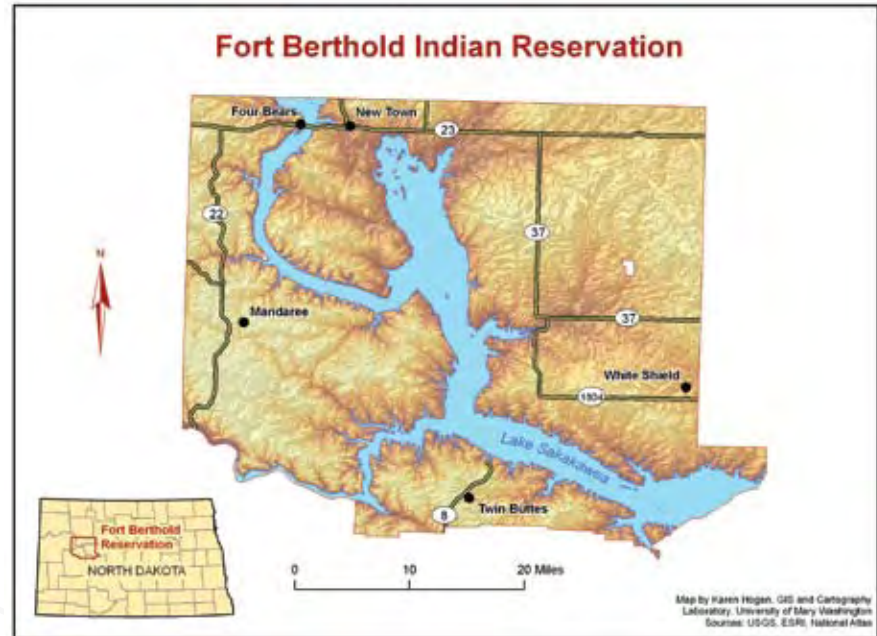 Fort Berthold Indian Reservation
Four Bears
New Town
23
22
37
N
Mandaree
37
White Shield
1804
Lake Sakakawea
Twin Buttes
8
Fort Berthold
Reservation
NORTH DAKOTA
0 10 20 Miles
Map by Karen Hogan, GIS and Cartography
Laboratory, University of Mary Washington
Sources: USGS, ESRI, National Atlas